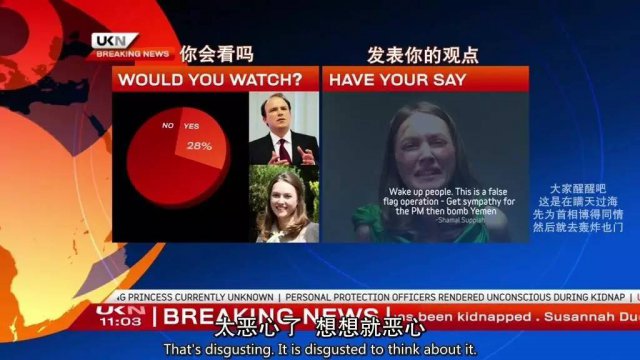 UKN
BREAKING NEWS
你会看吗
发表你的观点
WOULD YOU WATCH?
HAVE YOUR SAY
NO
YES
28%
Wake up people. This is a false
flag operation - Get sympathy for
the PM then bomb Yemen
-Shamal Suppiah
大家醒醒吧
这是在瞒天过海
先为首相博得同情
然后就去轰炸也门
NG PRINCESS CURRENTLY UNKNOWN | PERSONAL PROTECTION OFFICERS RENDERED UNCONSCIOUS DURING KIDNAP |
UKN
11:03
BREAKING NEWS
has been kidnapped . Susannah Du
太恶心了 想想就恶心
That's disgusting. It is disgusted to think about it.